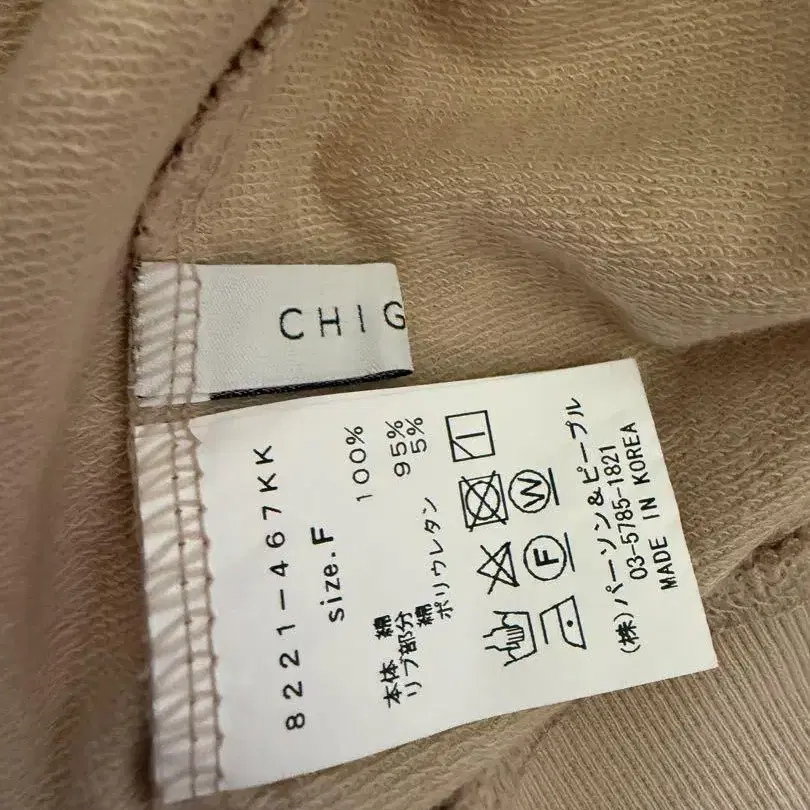 CHIG
8221-467KK
size.F
本体 綿 100%
リブ部分
綿 95%
ポリウレタン 5%
W
F
(株)パーソン&ピープル
03-5785-1821
MADE IN KOREA